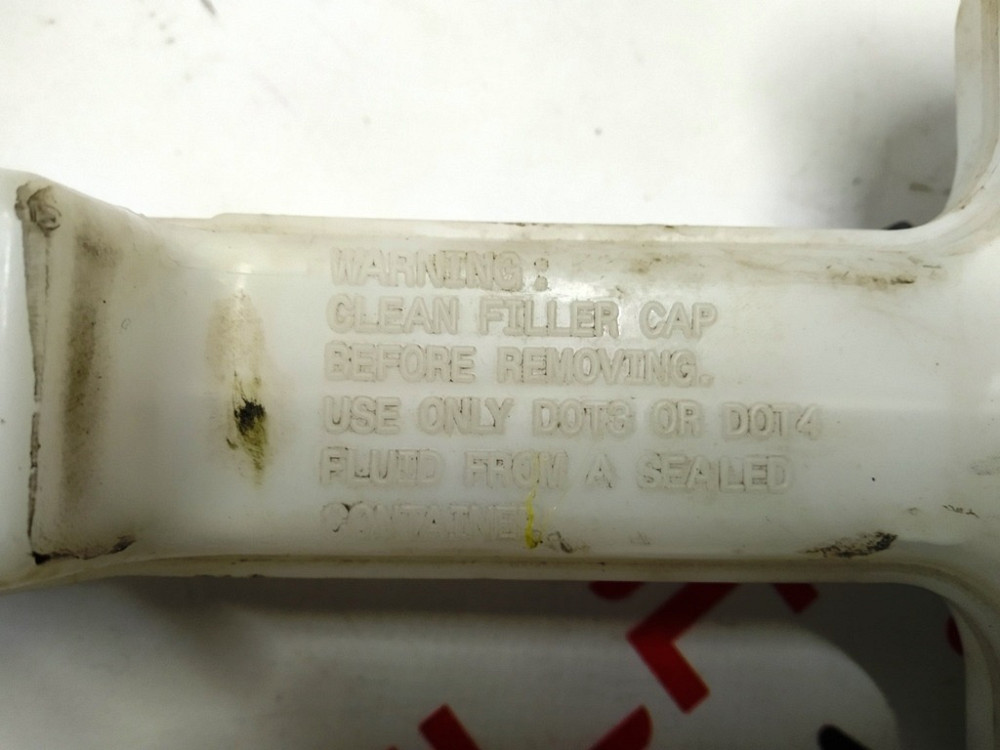 WARNING:
CLEAN FILLER CAP
BEFORE REMOVING.
USE ONLY DOT3 OR DOT4
FLUID FROM A SEALED
CONTAINER